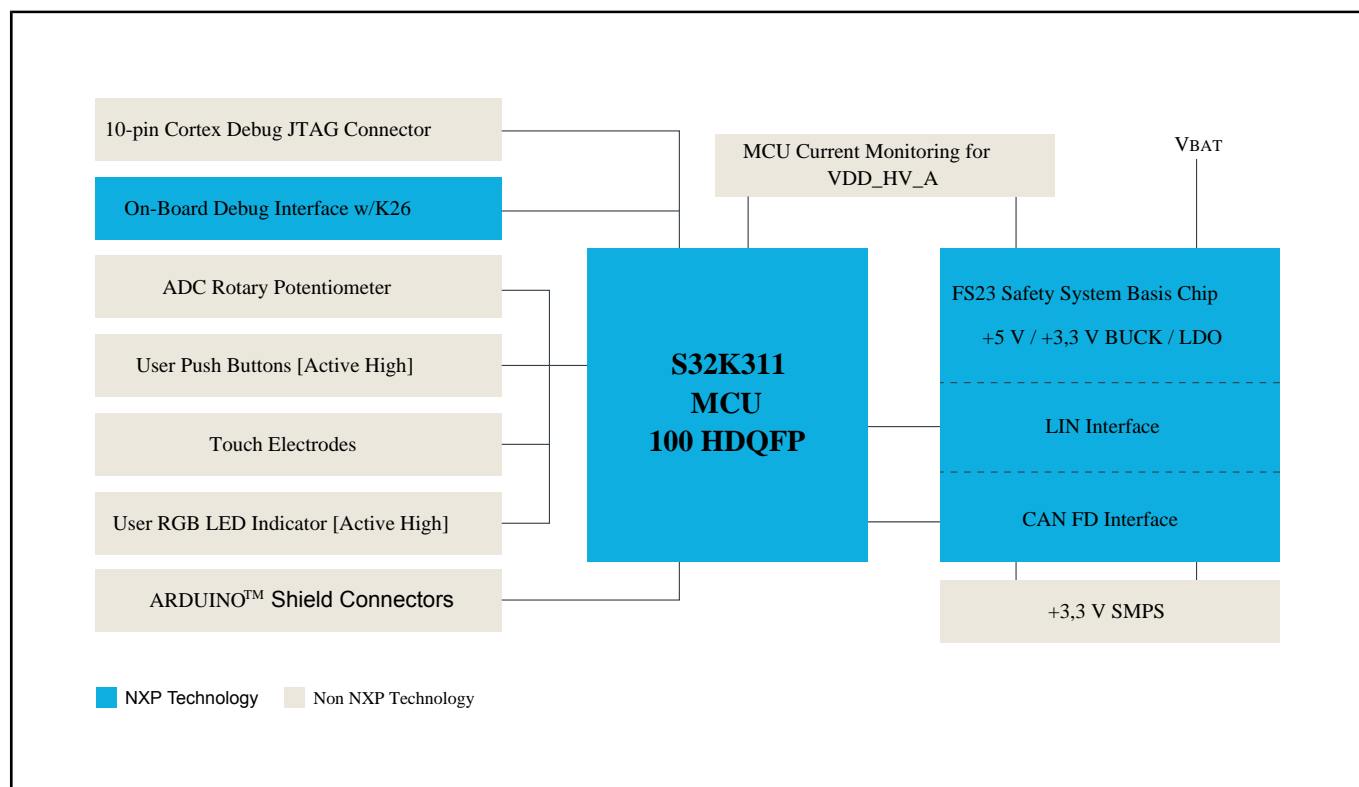 10-pin Cortex Debug JTAG Connector
On-Board Debug Interface w/K26
ADC Rotary Potentiometer
User Push Buttons [Active High]
Touch Electrodes
User RGB LED Indicator [Active High]
ARDUINO™ Shield Connectors
S32K311
MCU
100 HDQFP
MCU Current Monitoring for
VDD_HV_A
VBAT
FS23 Safety System Basis Chip
+5 V / +3,3 V BUCK / LDO
LIN Interface
CAN FD Interface
+3,3 V SMPS
NXP Technology
Non NXP Technology